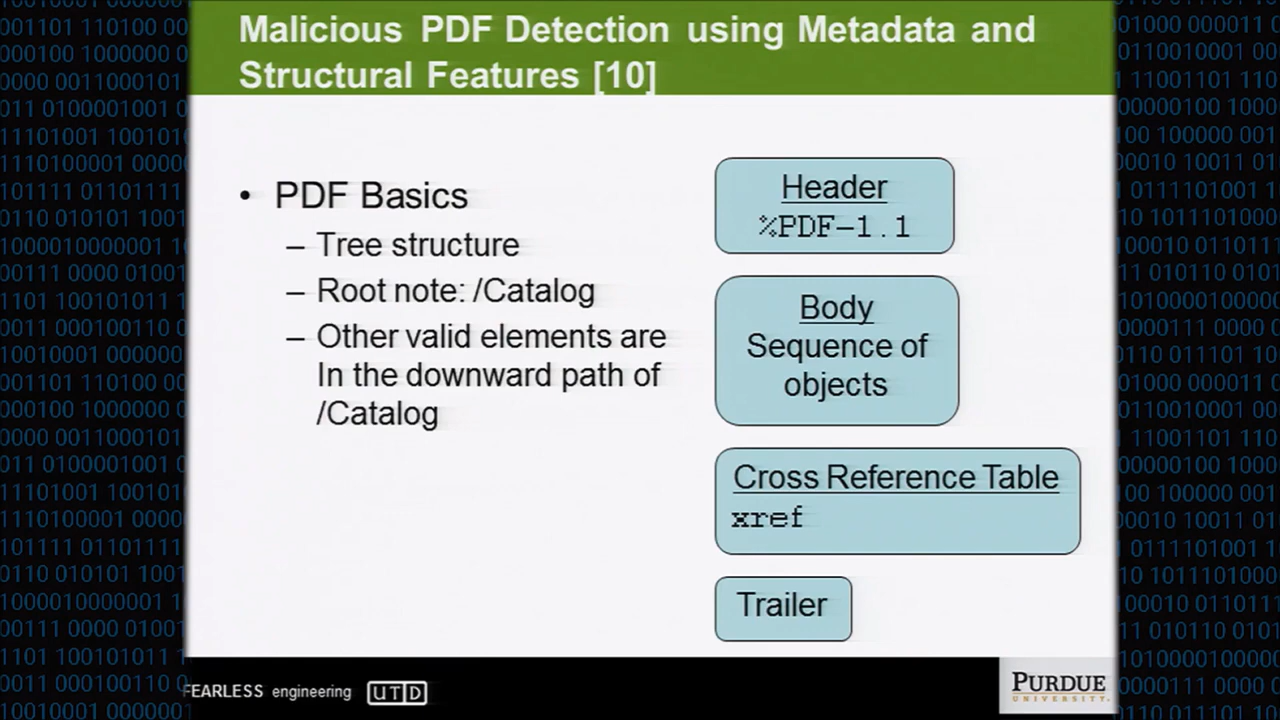 Malicious PDF Detection using Metadata and
Structural Features [10]
• PDF Basics
– Tree structure
– Root note: /Catalog
– Other valid elements are
In the downward path of
/Catalog
Header
%PDF-1.1
Body
Sequence of
objects
Cross Reference Table
xref
Trailer
FEARLESS engineering UTD
PURDUE
UNIVERSITY